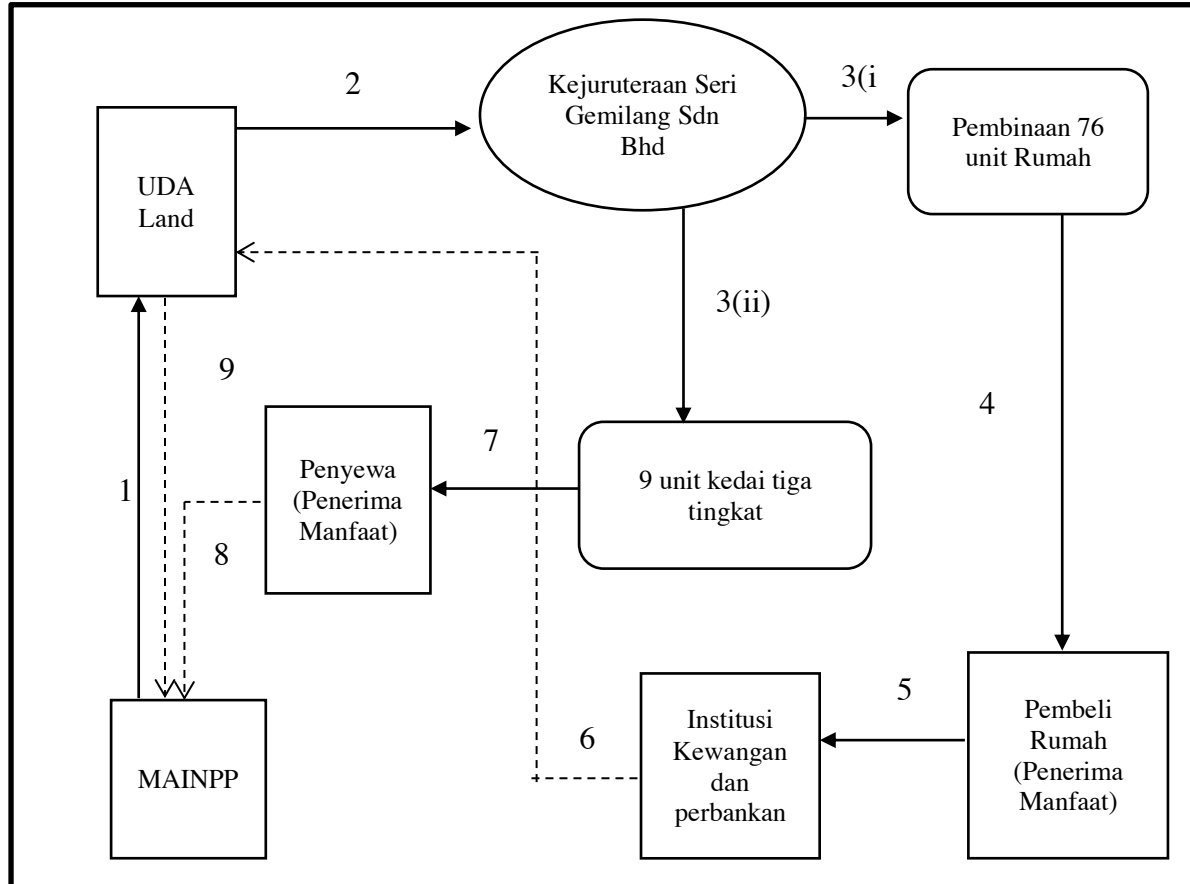 2
Kejuruteraan Seri
Gemilang Sdn
Bhd
3(i
Pembinaan 76
unit Rumah
UDA
Land
3(ii)
9
4
Penyewa
(Penerima
Manfaat)
7
9 unit kedai tiga
tingkat
1
8
MAINPP
6
Institusi
Kewangan
dan
perbankan
5
Pembeli
Rumah
(Penerima
Manfaat)